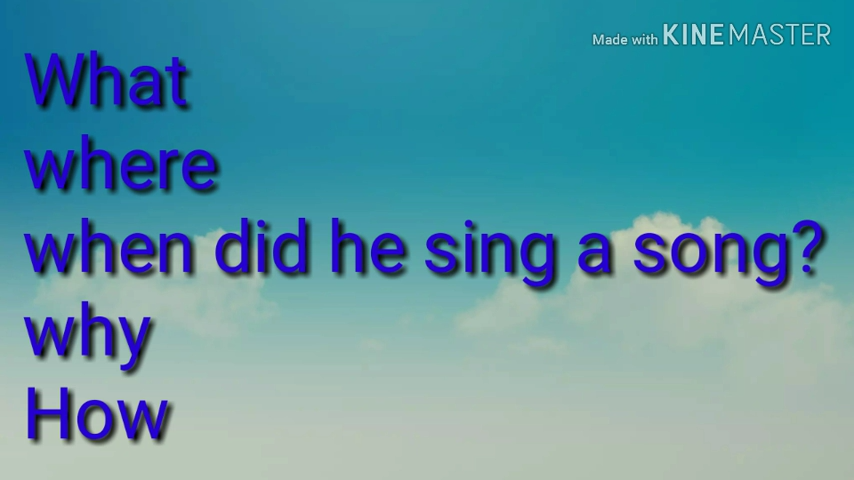 Made with KINEMASTER
What
where
when did he sing a song?
why
How